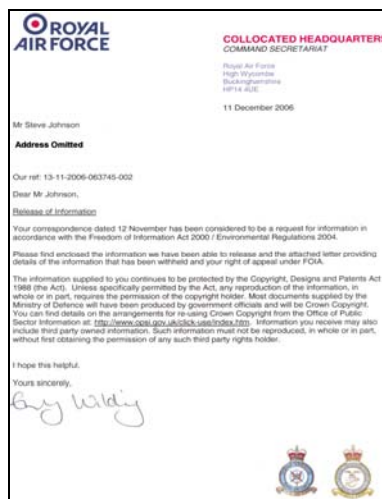 ROYAL
AIR FORCE
COLLOCATED HEADQUARTERS
COMMAND SECRETARIAT
Royal Air Force
High Wycombe
Buckinghamshire
HP14 4UE
11 December 2006
Mr Steve Johnson
Address Omitted
Our ref: 13-11-2006-063745-002
Dear Mr Johnson,
Release of Information
Your correspondence dated 12 November has been considered to be a request for information in
accordance with the Freedom of Information Act 2000 / Environmental Regulations 2004.
Please find enclosed the information we have been able to release and the attached letter providing
details of the information that has been withheld and your right of appeal under FOIA.
The information supplied to you continues to be protected by the Copyright, Designs and Patents Act
1988 (the Act). Unless specifically permitted by the Act, any reproduction of the information, in
whole or in part, requires the permission of the copyright holder. Most documents supplied by the
Ministry of Defence will have been produced by government officials and will be Crown Copyright.
You can find details on the arrangements for re-using Crown Copyright from the Office of Public
Sector Information at: http://www.opsi.gov.uk/click-use/index.htm. Information you receive may also
include third party owned information. Such information must not be reproduced, in whole or in part,
without first obtaining the permission of any such third party rights holder.
I hope this helpful.
Yours sincerely,